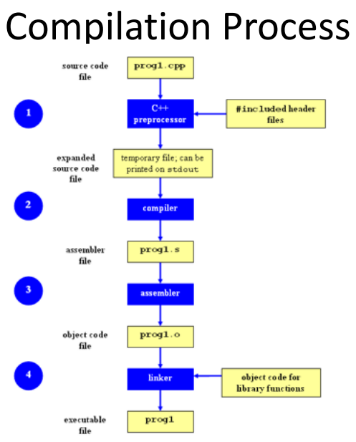 Compilation Process
source code
file
prog1.cpp
1
C++
preprocessor
#included header
files
expanded
source code
file
temporary file; can be
printed on stdout
2
compiler
assembler
file
prog1.s
3
assembler
object code
file
prog1.o
4
linker
object code for
library functions
executable
file
prog1